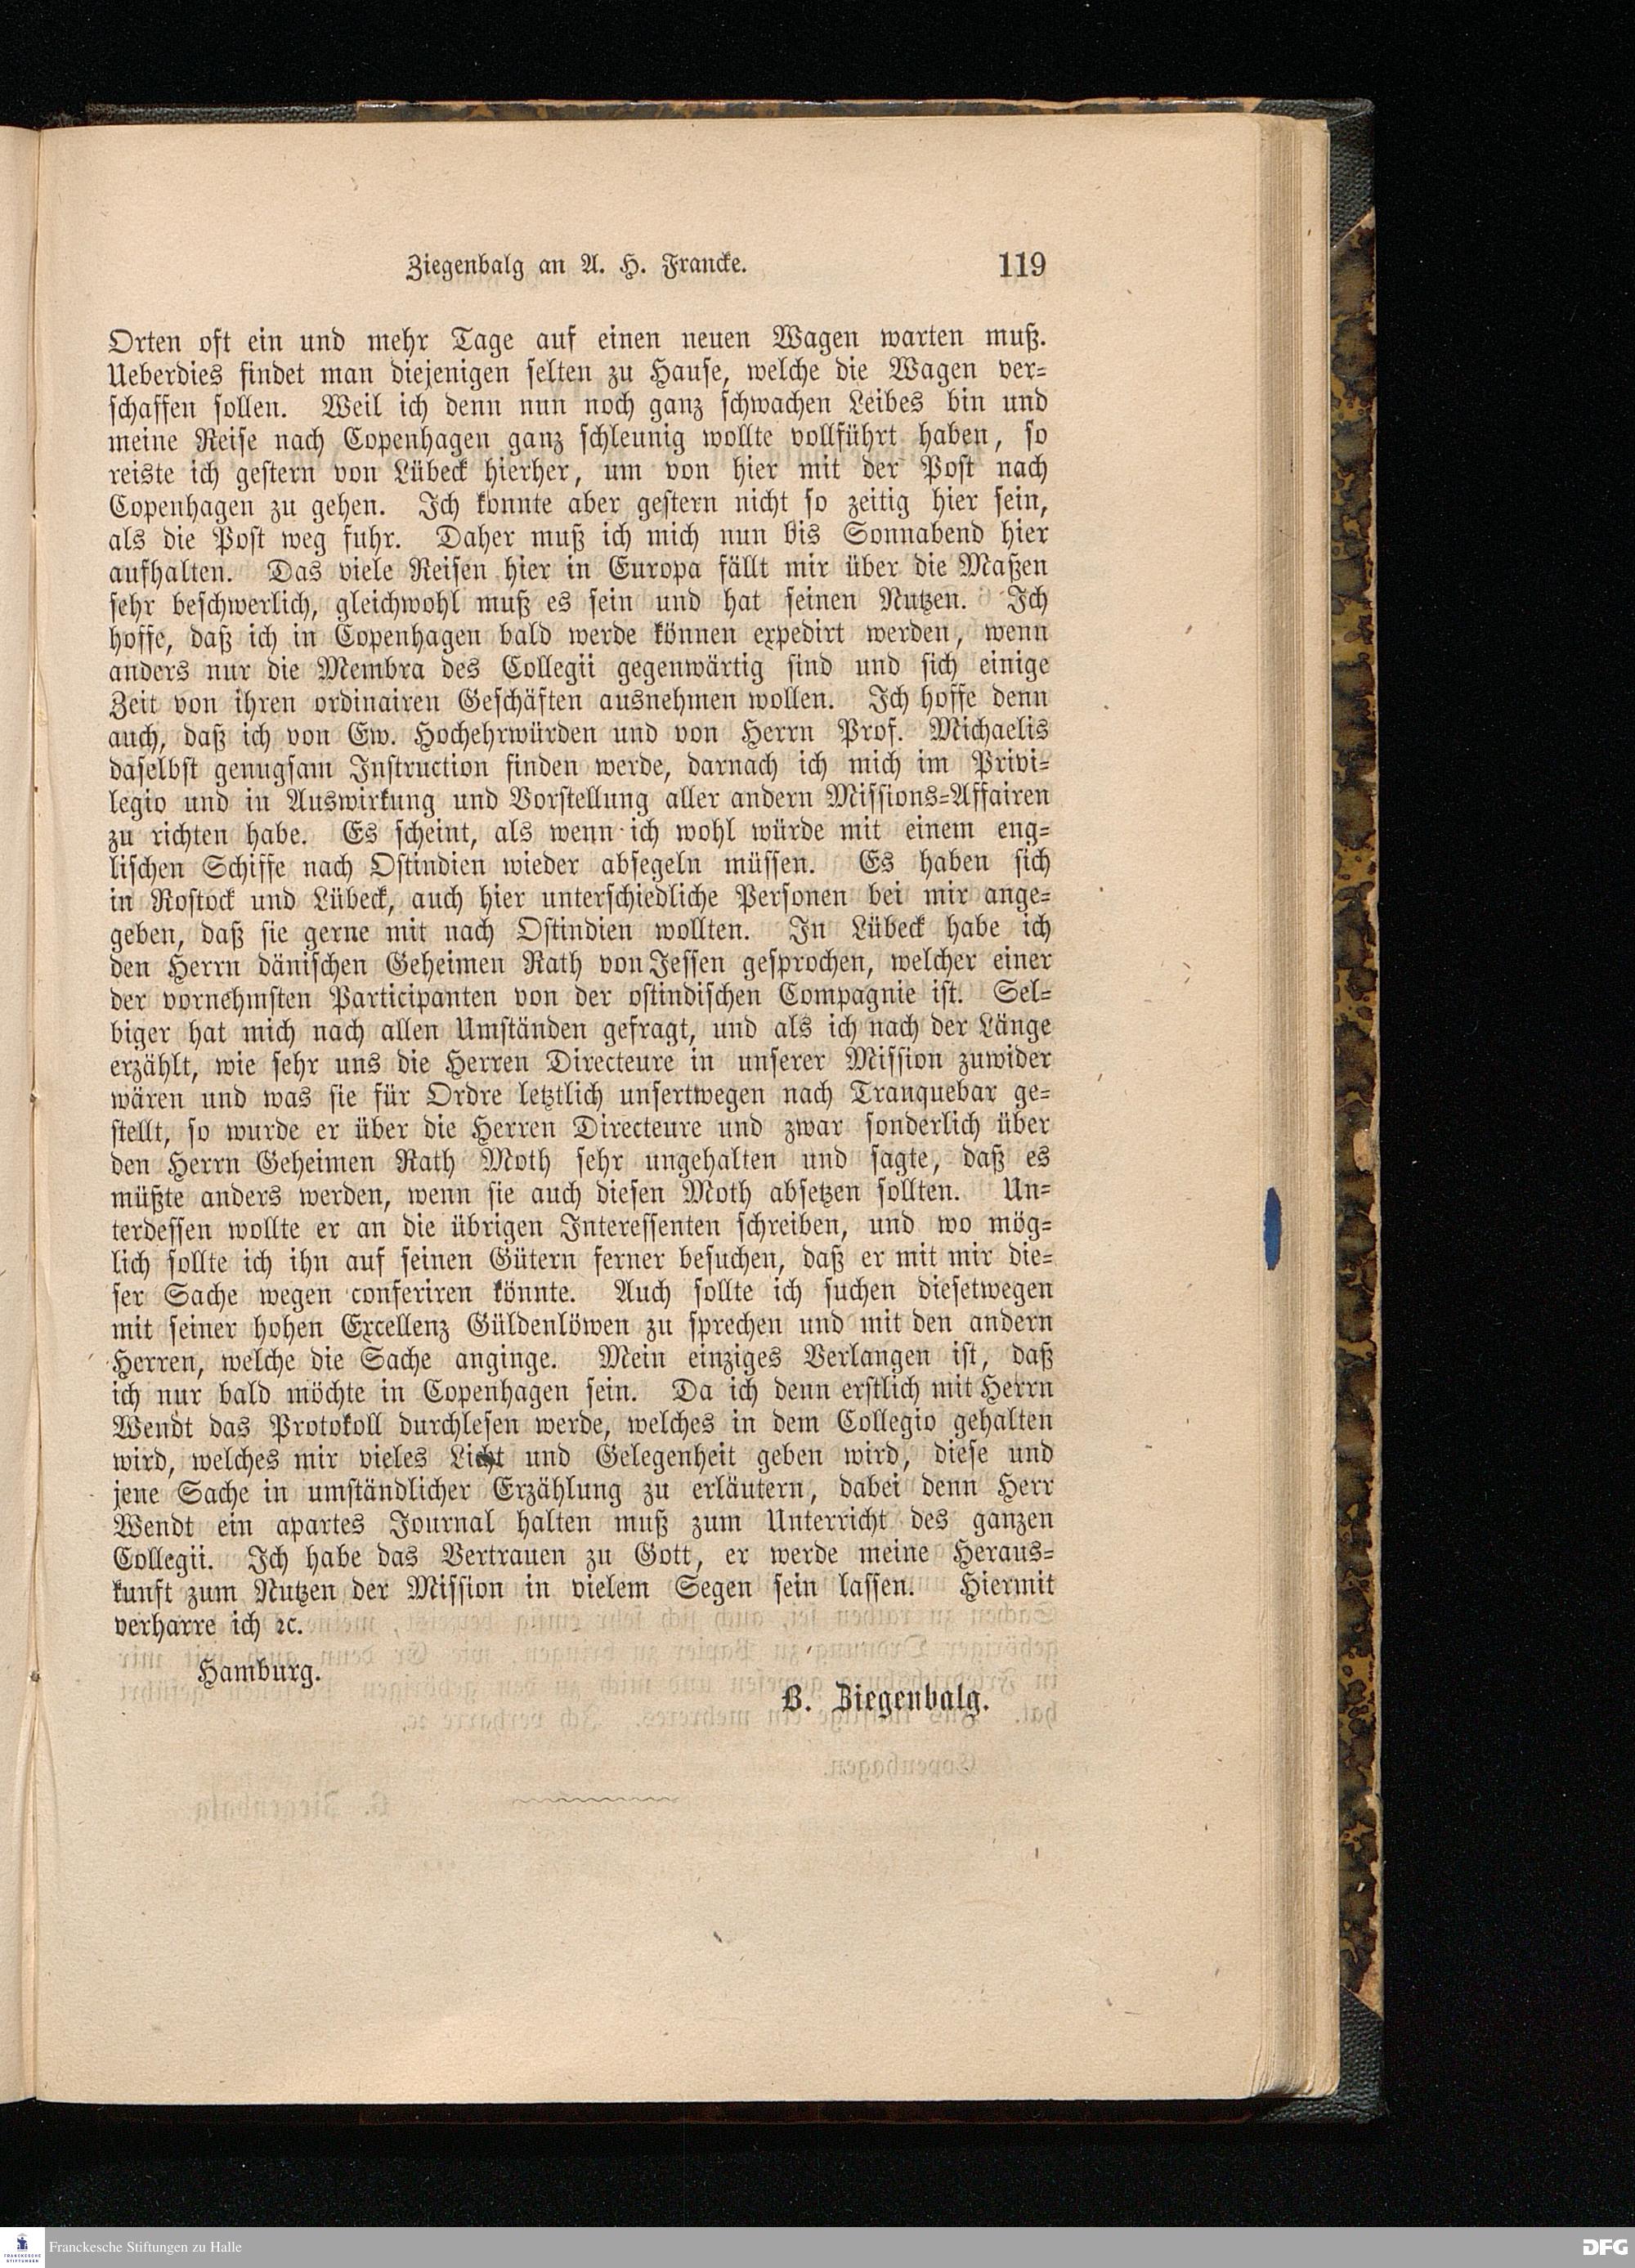 Ziegenbalg an A. H. Francke. 119
Orten oft ein und mehr Tage auf einen neuen Wagen warten muß.
Ueberdies findet man diejenigen selten zu Hause, welche die Wagen ver-
schaffen sollen. Weil ich denn nun noch ganz schwachen Leibes bin und
meine Reise nach Copenhagen ganz schleunig wollte vollführt haben, so
reiste ich gestern von Lübeck hierher, um von hier mit der Post nach
Copenhagen zu gehen. Ich konnte aber gestern nicht so zeitig hier sein,
als die Post weg fuhr. Daher muß ich mich nun bis Sonnabend hier
aufhalten. Das viele Reisen hier in Europa fällt mir über die Maßen
sehr beschwerlich, gleichwohl muß es sein und hat seinen Nutzen. Ich
hoffe, daß ich in Copenhagen bald werde können expedirt werden, wenn
anders nur die Membra des Collegii gegenwärtig sind und sich einige
Zeit von ihren ordinairen Geschäften ausnehmen wollen. Ich hoffe denn
auch, daß ich von Ew. Hochehrwürden und von Herrn Prof. Michaelis
daselbst genugsam Instruction finden werde, darnach ich mich im Privi-
legio und in Auswirkung und Vorstellung aller andern Missions-Affairen
zu richten habe. Es scheint, als wenn ich wohl würde mit einem eng-
lischen Schiffe nach Ostindien wieder absegeln müssen. Es haben sich
in Rostock und Lübeck, auch hier unterschiedliche Personen bei mir ange-
geben, daß sie gerne mit nach Ostindien wollten. In Lübeck habe ich
den Herrn dänischen Geheimen Rath von Jessen gesprochen, welcher einer
der vornehmsten Participanten von der ostindischen Compagnie ist. Sel-
biger hat mich nach allen Umständen gefragt, und als ich nach der Länge
erzählt, wie sehr uns die Herren Directeure in unserer Mission zuwider
wären und was sie für Ordre letztlich unsertwegen nach Tranquebar ge-
stellt, so wurde er über die Herren Directeure und zwar sonderlich über
den Herrn Geheimen Rath Moth sehr ungehalten und sagte, daß es
müßte anders werden, wenn sie auch diesen Moth absetzen sollten. Un-
terdessen wollte er an die übrigen Interessenten schreiben, und wo mög-
lich sollte ich ihn auf seinen Gütern ferner besuchen, daß er mit mir die-
ser Sache wegen conferiren könnte. Auch sollte ich suchen diesetwegen
mit seiner hohen Excellenz Güldenlöwen zu sprechen und mit den andern
Herren, welche die Sache anginge. Mein einziges Verlangen ist, daß
ich nur bald möchte in Copenhagen sein. Da ich denn erstlich mit Herrn
Wendt das Protokoll durchlesen werde, welches in dem Collegio gehalten
wird, welches mir vieles Licht und Gelegenheit geben wird, diese und
jene Sache in umständlicher Erzählung zu erläutern, dabei denn Herr
Wendt ein apartes Journal halten muß zum Unterricht des ganzen
Collegii. Ich habe das Vertrauen zu Gott, er werde meine Heraus-
kunft zum Nutzen der Mission in vielem Segen sein lassen. Hiermit
verharre ich ꝛc.
Hamburg.
B. Ziegenbalg.
FRANCKESCHE STIFTUNGEN
Franckesche Stiftungen zu Halle
DFG